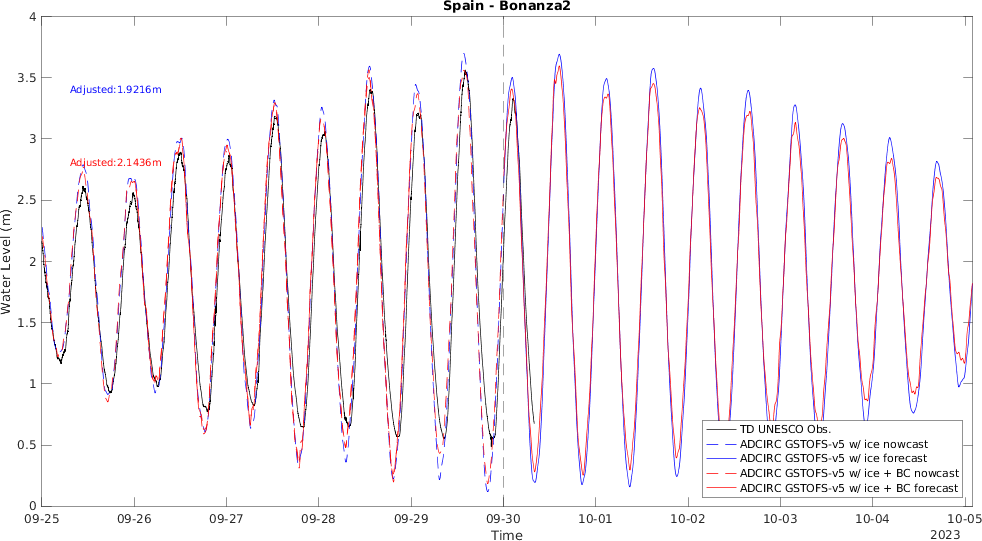 Spain - Bonanza2
4
3.5
3
2.5
2
1.5
1
0.5
0
Water Level (m)
Adjusted:1.9216m
Adjusted:2.1436m
TD UNESCO Obs.
ADCIRC GSTOFS-v5 w/ ice nowcast
ADCIRC GSTOFS-v5 w/ ice forecast
ADCIRC GSTOFS-v5 w/ ice + BC nowcast
ADCIRC GSTOFS-v5 w/ ice + BC forecast
09-25 09-26 09-27 09-28 09-29 09-30 10-01 10-02 10-03 10-04 10-05
Time
2023